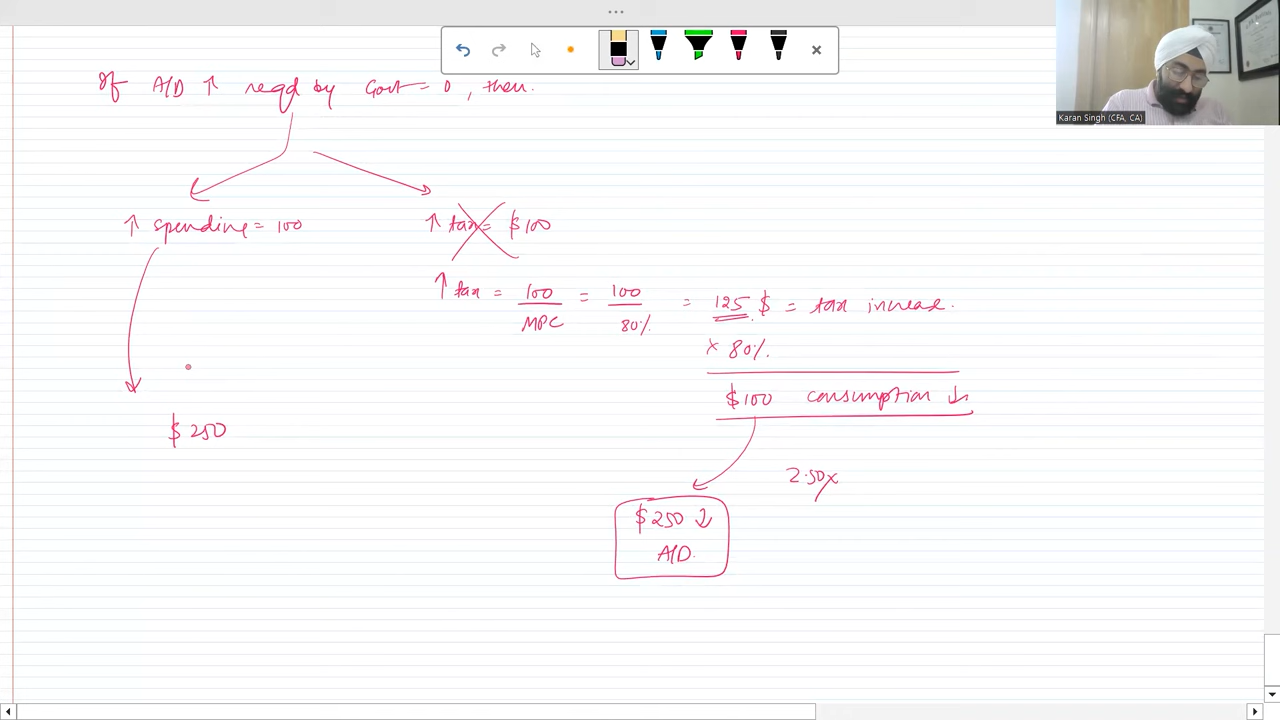 If A/D ↑ reqd by Govt = 0, then.
↑ spending = 100
↑ tax = $100
↑ tax = 100/MPC = 100/80% = 125 $ = tax increase.
× 80%.
$100 consumption ↓
$250
2.50x
$250 ↓
A/D.
Karan Singh (CFA, CA)